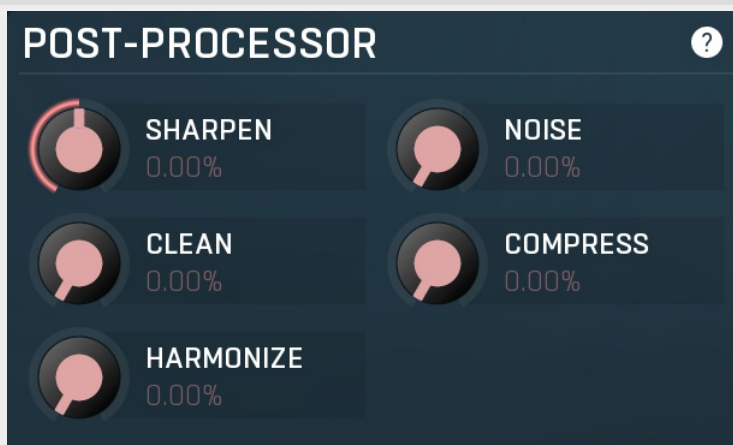 POST-PROCESSOR
?
SHARPEN
0.00%
NOISE
0.00%
CLEAN
0.00%
COMPRESS
0.00%
HARMONIZE
0.00%